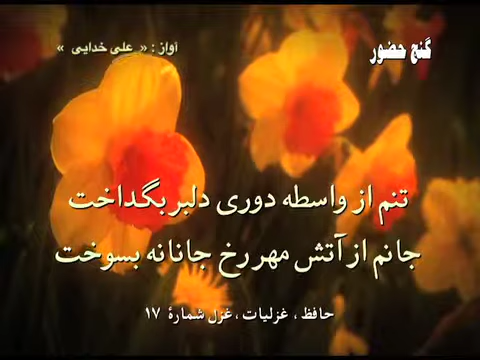 گنج حضور
آواز : « علی خدایی »
تنم از واسطه دوری دلبر بگداخت
جانم از آتش مهر رخ جانانه بسوخت
حافظ ، غزلیات ، غزل شمارهٔ ۱۷